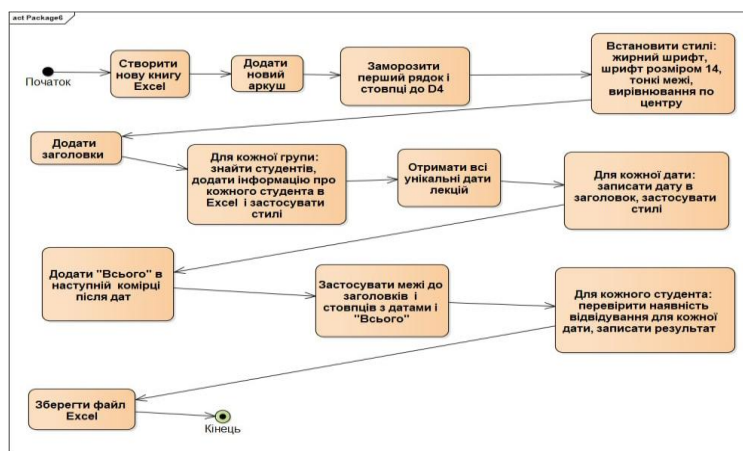 act Package6
Початок
Створити
нову книгу
Excel
Додати
новий
аркуш
Заморозити
перший рядок і
стовпці до D4
Встановити стилі:
жирний шрифт,
шрифт розміром 14,
тонкі межі,
вирівнювання по
центру
Додати
заголовки
Для кожної групи:
знайти студентів,
додати інформацію про
кожного студента в
Excel і застосувати
стилі
Отримати всі
унікальні дати
лекцій
Для кожної дати:
записати дату в
заголовок, застосувати
стилі
Додати "Всього" в
наступній комірці
після дат
Застосувати межі до
заголовків і
стовпців з датами і
"Всього"
Для кожного студента:
перевірити наявність
відвідування для кожної
дати, записати результат
Зберегти файл
Excel
Кінець